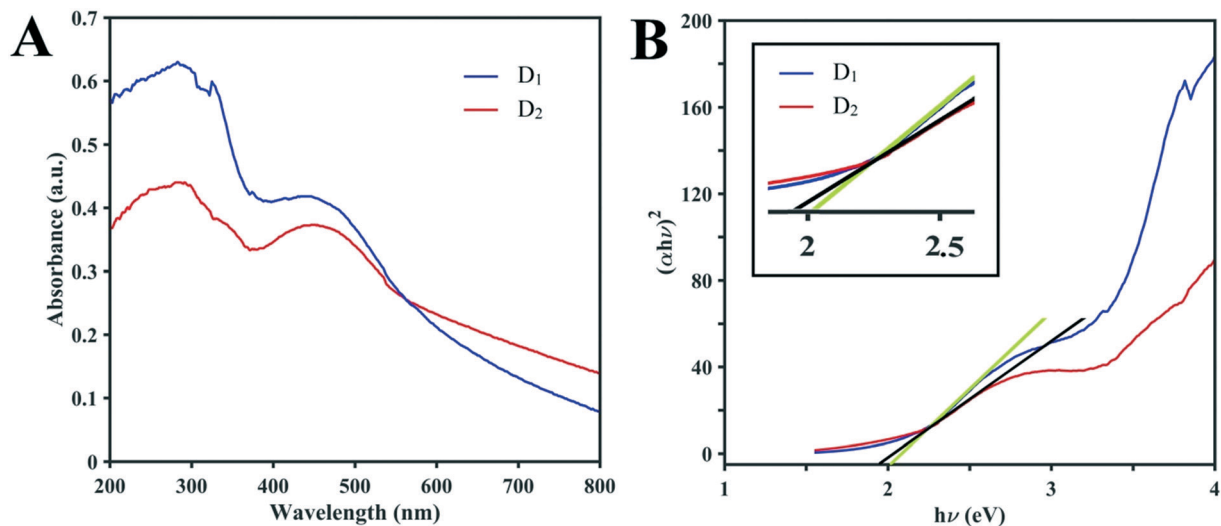 A
0.7
0.6
0.5
0.4
0.3
0.2
0.1
0
Absorbance (a.u.)
D₁
D₂
200 300 400 500 600 700 800
Wavelength (nm)
B
200
160
120
80
40
0
(αhν)²
D₁
D₂
2 2.5
1 2 3 4
hν (eV)